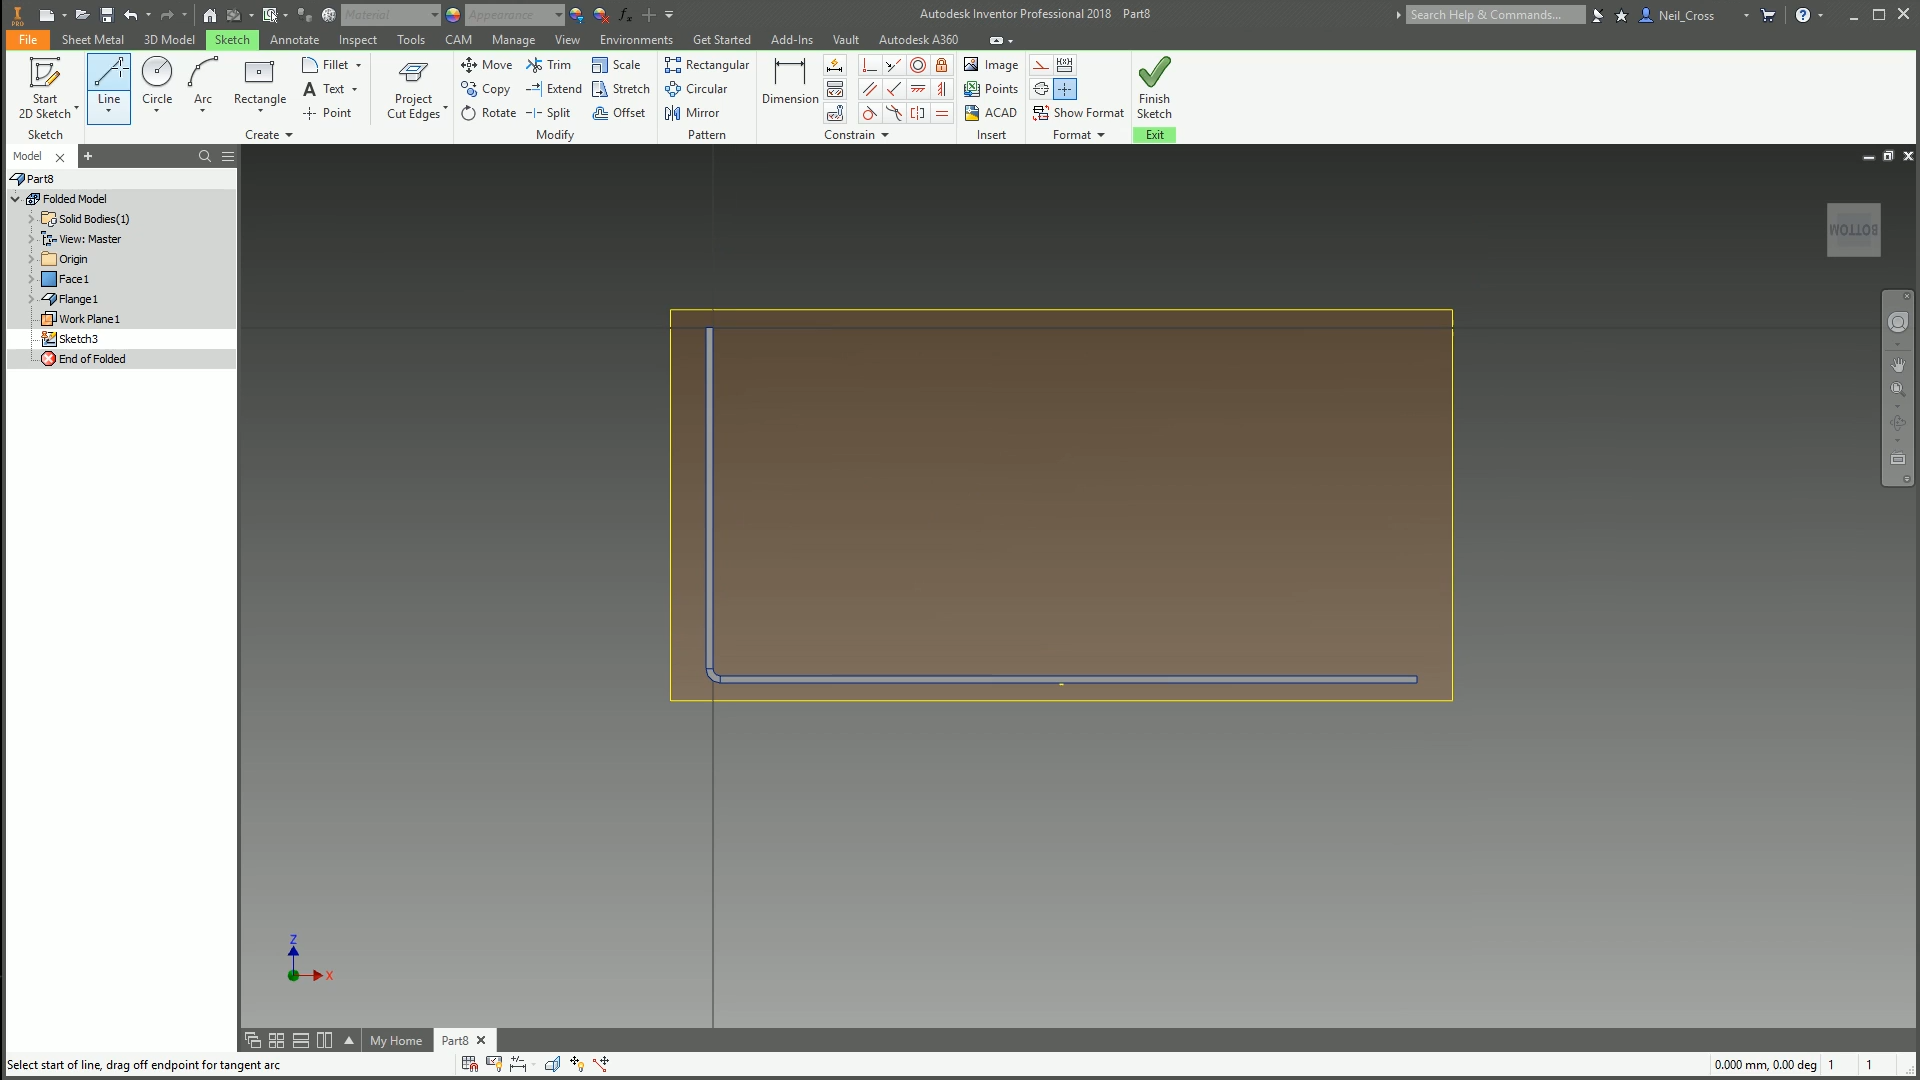 PRO Material Appearance fx Autodesk Inventor Professional 2018 Part8 Search Help & Commands... Neil_Cross
File Sheet Metal 3D Model Sketch Annotate Inspect Tools CAM Manage View Environments Get Started Add-Ins Vault Autodesk A360
Start
2D Sketch
Line
Circle
Arc
Rectangle
Fillet
Text
Point
Project
Cut Edges
Move
Copy
Rotate
Trim
Extend
Split
Scale
Stretch
Offset
Rectangular
Circular
Mirror
Dimension
Image
Points
ACAD
Show Format
Finish
Sketch
Sketch Create Modify Pattern Constrain Insert Format Exit
Model
Part8
Folded Model
Solid Bodies(1)
View: Master
Origin
Face1
Flange1
Work Plane1
Sketch3
End of Folded
BOTTOM
Z
X
My Home Part8
Select start of line, drag off endpoint for tangent arc 0.000 mm, 0.00 deg 1 1